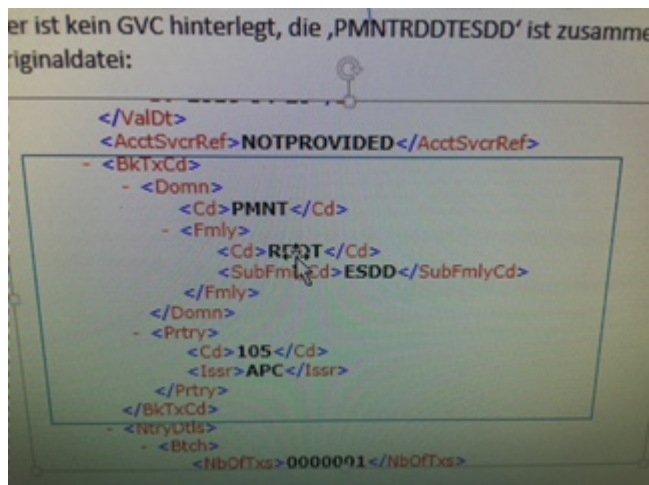 er ist kein GVC hinterlegt, die ‚PMNTRDDTESDD' ist zusamme
riginaldatei:
</ValDt>
<AcctSvcrRef>NOTPROVIDED</AcctSvcrRef>
- <BkTxCd>
- <Domn>
<Cd>PMNT</Cd>
- <Fmly>
<Cd>RDDT</Cd>
<SubFmlyCd>ESDD</SubFmlyCd>
</Fmly>
</Domn>
- <Prtry>
<Cd>105</Cd>
<Issr>APC</Issr>
</Prtry>
</BkTxCd>
- <NtryDtls>
- <Btch>
<NbOfTxs>0000001</NbOfTxs>